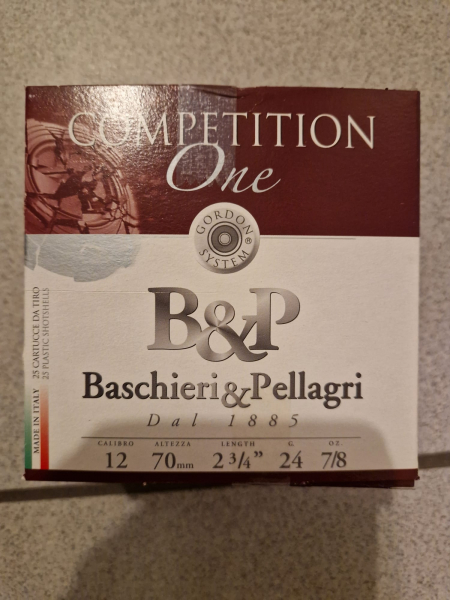 COMPETITION
One
GORDON
SYSTEM®
B&P
Baschieri&Pellagri
Dal 1885
CALIBRO ALTEZZA LENGTH G. OZ.
12 70mm 2 3/4” 24 7/8
MADE IN ITALY
25 CARTUCCE DA TIRO
25 PLASTIC SHOTSHELLS